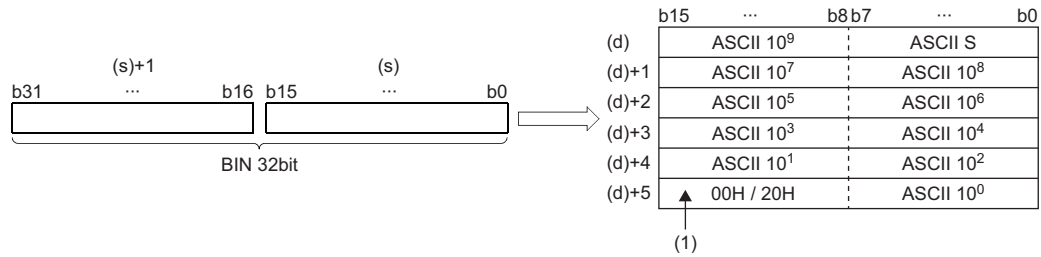 b15 ... b8 b7 ... b0
(d) ASCII 10⁹ ASCII S
(s)+1 (s)
(d)+1 ASCII 10⁷ ASCII 10⁸
b31 ... b16 b15 ... b0
(d)+2 ASCII 10⁵ ASCII 10⁶
(d)+3 ASCII 10³ ASCII 10⁴
BIN 32bit
(d)+4 ASCII 10¹ ASCII 10²
(d)+5 00H / 20H ASCII 10⁰
(1)